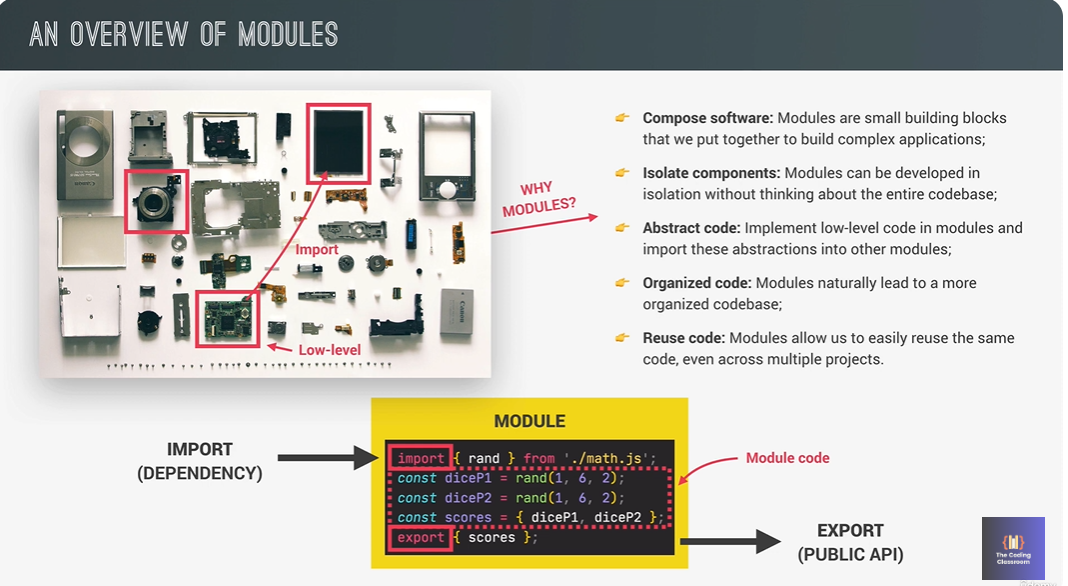 AN OVERVIEW OF MODULES
Import
Low-level
Canon
WHY
MODULES?
Compose software: Modules are small building blocks
that we put together to build complex applications;
Isolate components: Modules can be developed in
isolation without thinking about the entire codebase;
Abstract code: Implement low-level code in modules and
import these abstractions into other modules;
Organized code: Modules naturally lead to a more
organized codebase;
Reuse code: Modules allow us to easily reuse the same
code, even across multiple projects.
IMPORT
(DEPENDENCY)
MODULE
import { rand } from './math.js';
const diceP1 = rand(1, 6, 2);
const diceP2 = rand(1, 6, 2);
const scores = { diceP1, diceP2 };
export { scores };
Module code
EXPORT
(PUBLIC API)
The Coding
Classroom